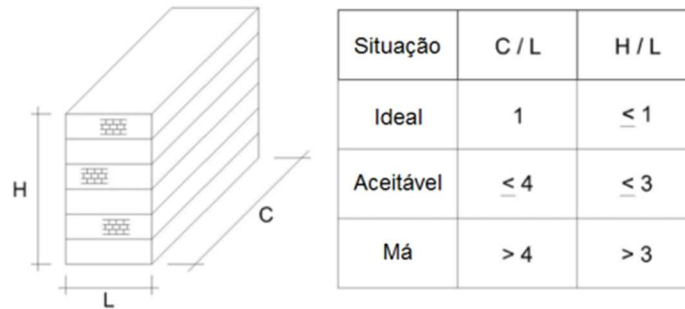 H
L
C
Situação C / L H / L
Ideal 1 ≤ 1
Aceitável ≤ 4 ≤ 3
Má > 4 > 3